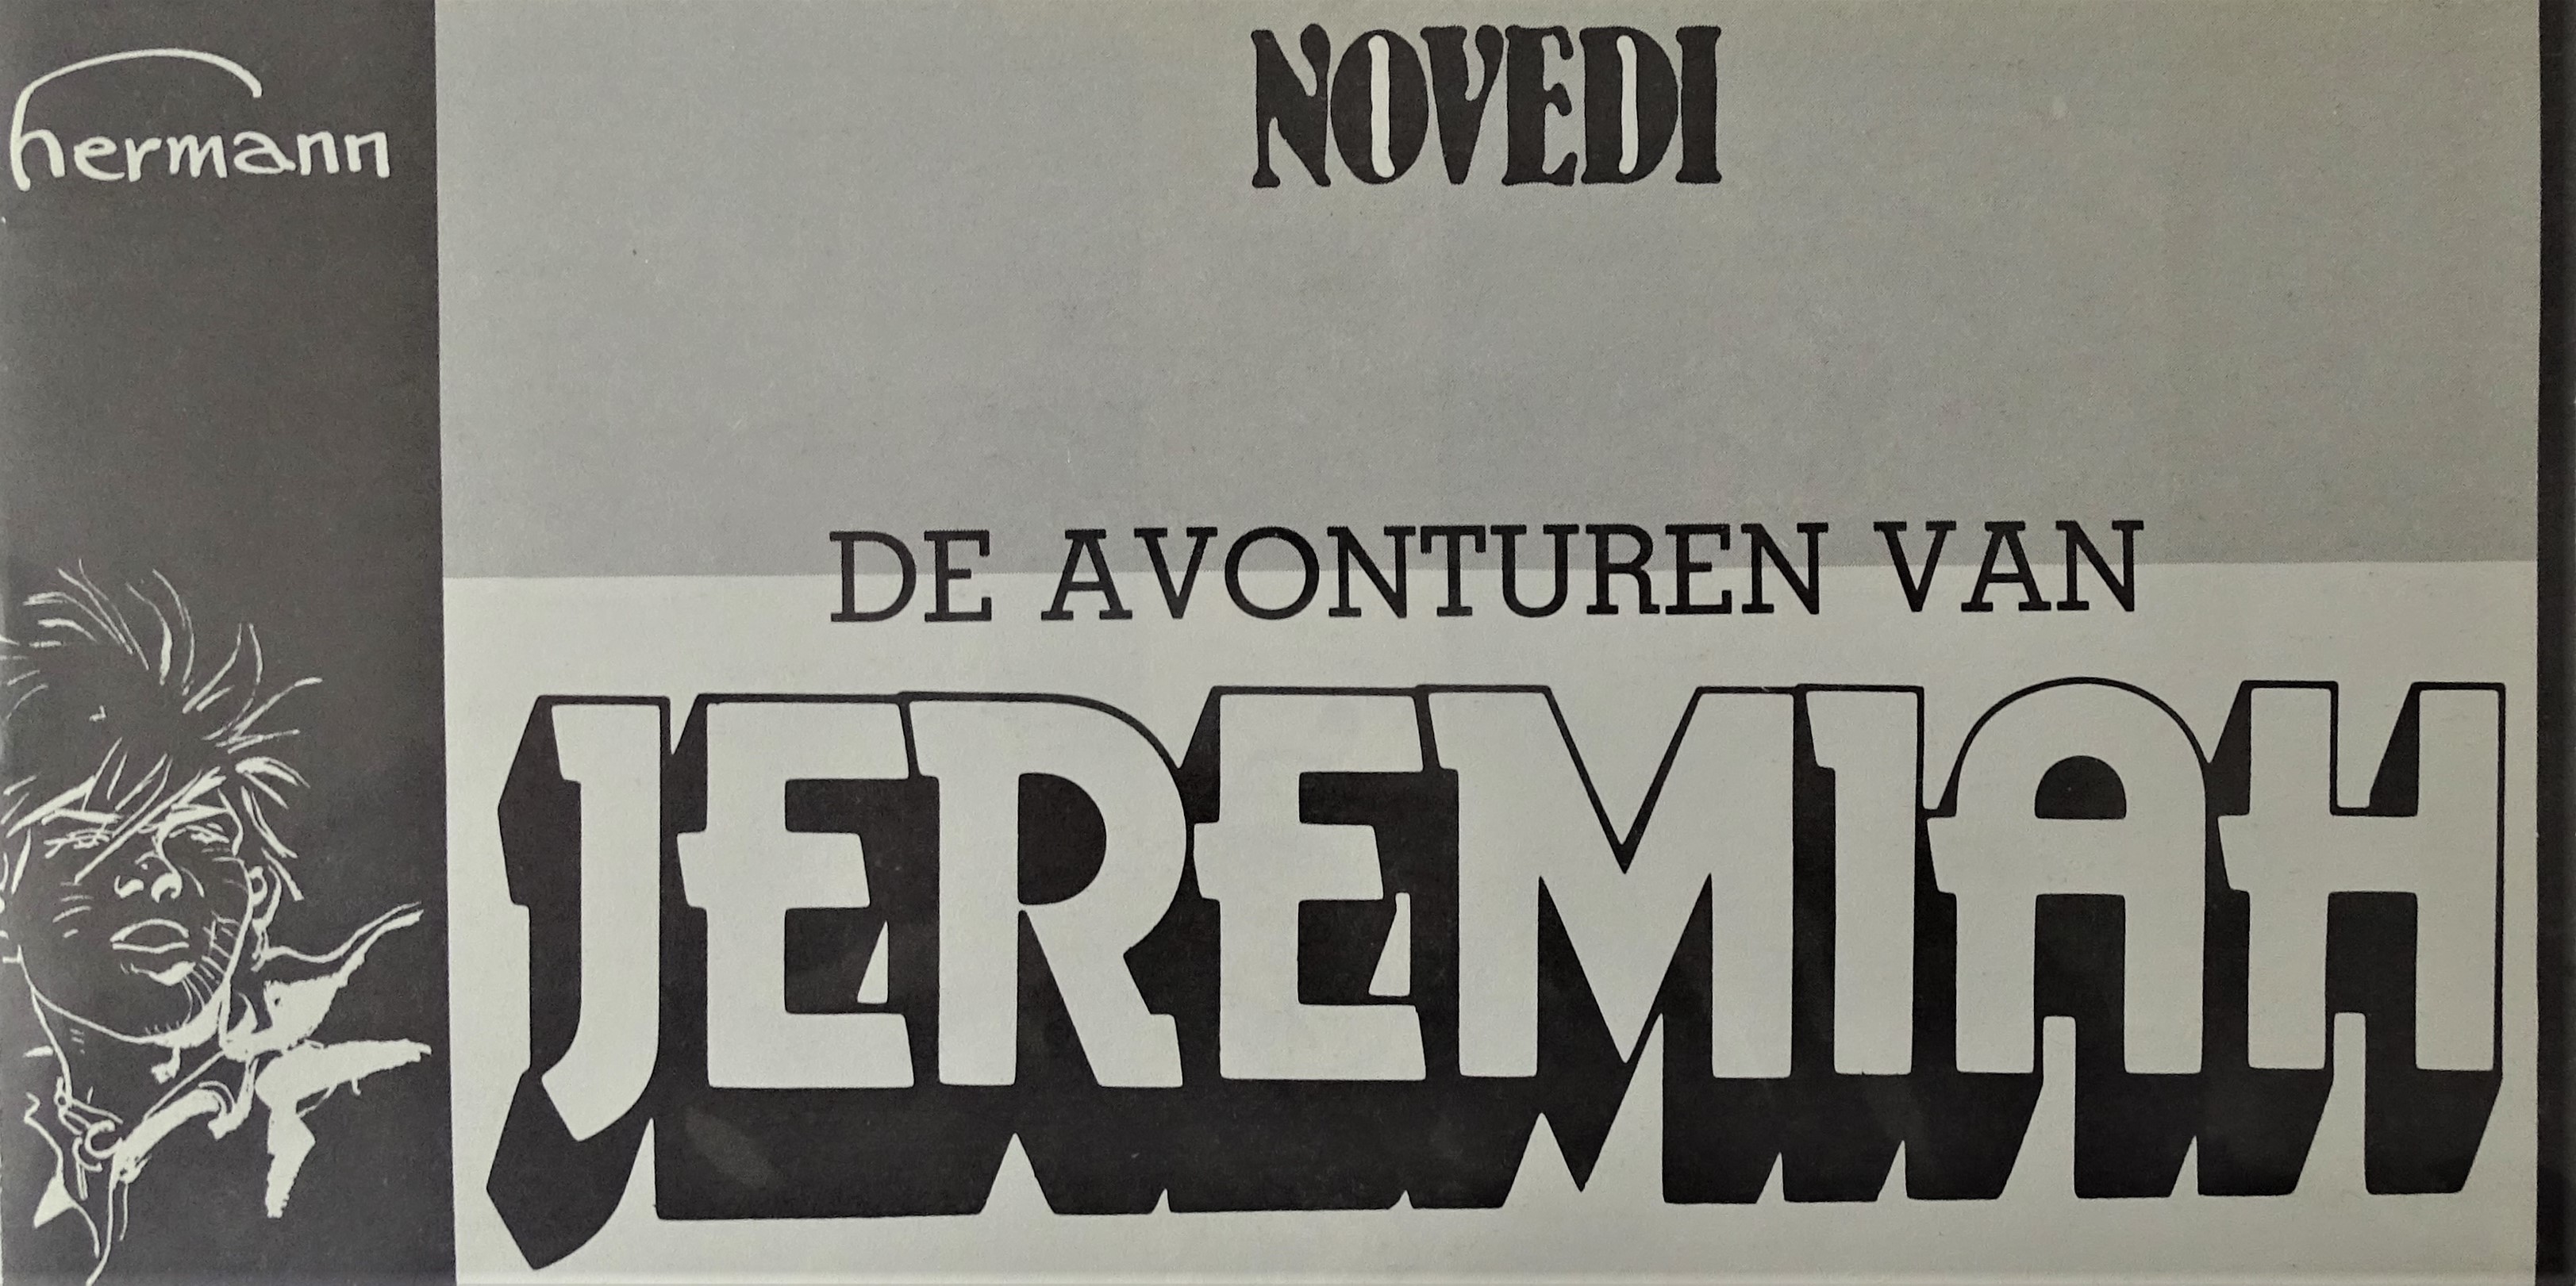 hermann
NOVEDI
DE AVONTUREN VAN
JEREMIAH